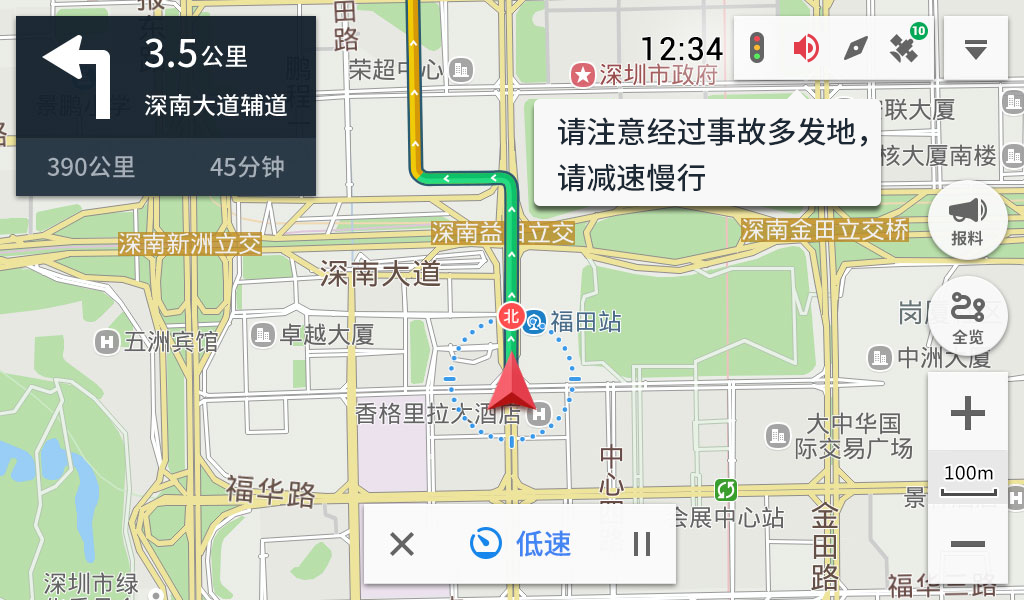 3.5公里
深南大道辅道
390公里
45分钟
12:34
10
请注意经过事故多发地,
请减速慢行
报料
全览
田路
荣超中心
深圳市政府
联大厦
核大厦南楼
深南新洲立交
深南益田立交
深南金田立交桥
深南大道
北
福田站
五洲宾馆
H
卓越大厦
中洲大厦
香格里拉大酒店
H
大中华国
际交易广场
100m
福华路
中心四路
会展中心站
金田路
景
H
低速
深圳市绿
福华三路